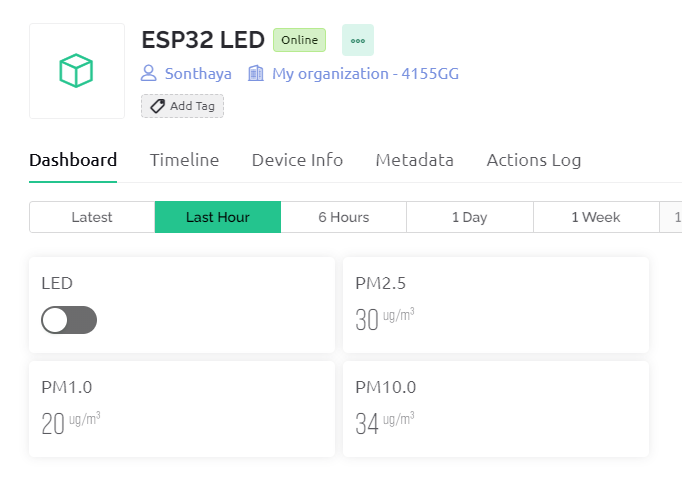 ESP32 LED Online
Sonthaya My organization - 4155GG
Add Tag
Dashboard Timeline Device Info Metadata Actions Log
Latest Last Hour 6 Hours 1 Day 1 Week 1
LED
PM2.5
30 ug/m³
PM1.0
20 ug/m³
PM10.0
34 ug/m³